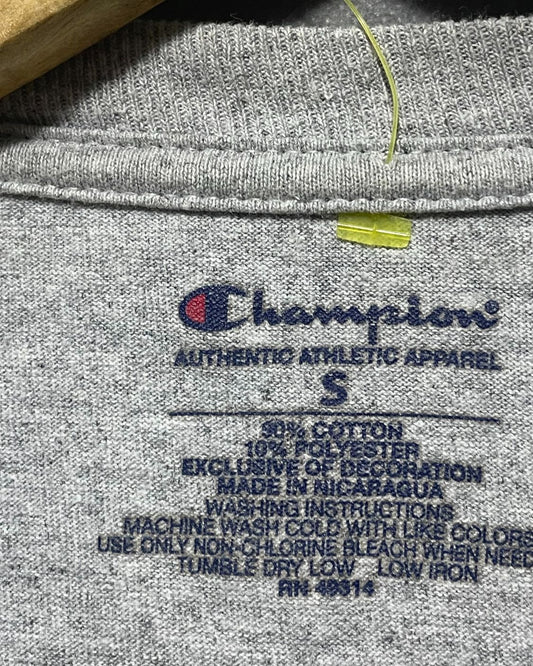 Champion®
AUTHENTIC ATHLETIC APPAREL
S
90% COTTON
10% POLYESTER
EXCLUSIVE OF DECORATION
MADE IN NICARAGUA
WASHING INSTRUCTIONS
MACHINE WASH COLD WITH LIKE COLORS
USE ONLY NON-CHLORINE BLEACH WHEN NEED
TUMBLE DRY LOW LOW IRON
RN 49314